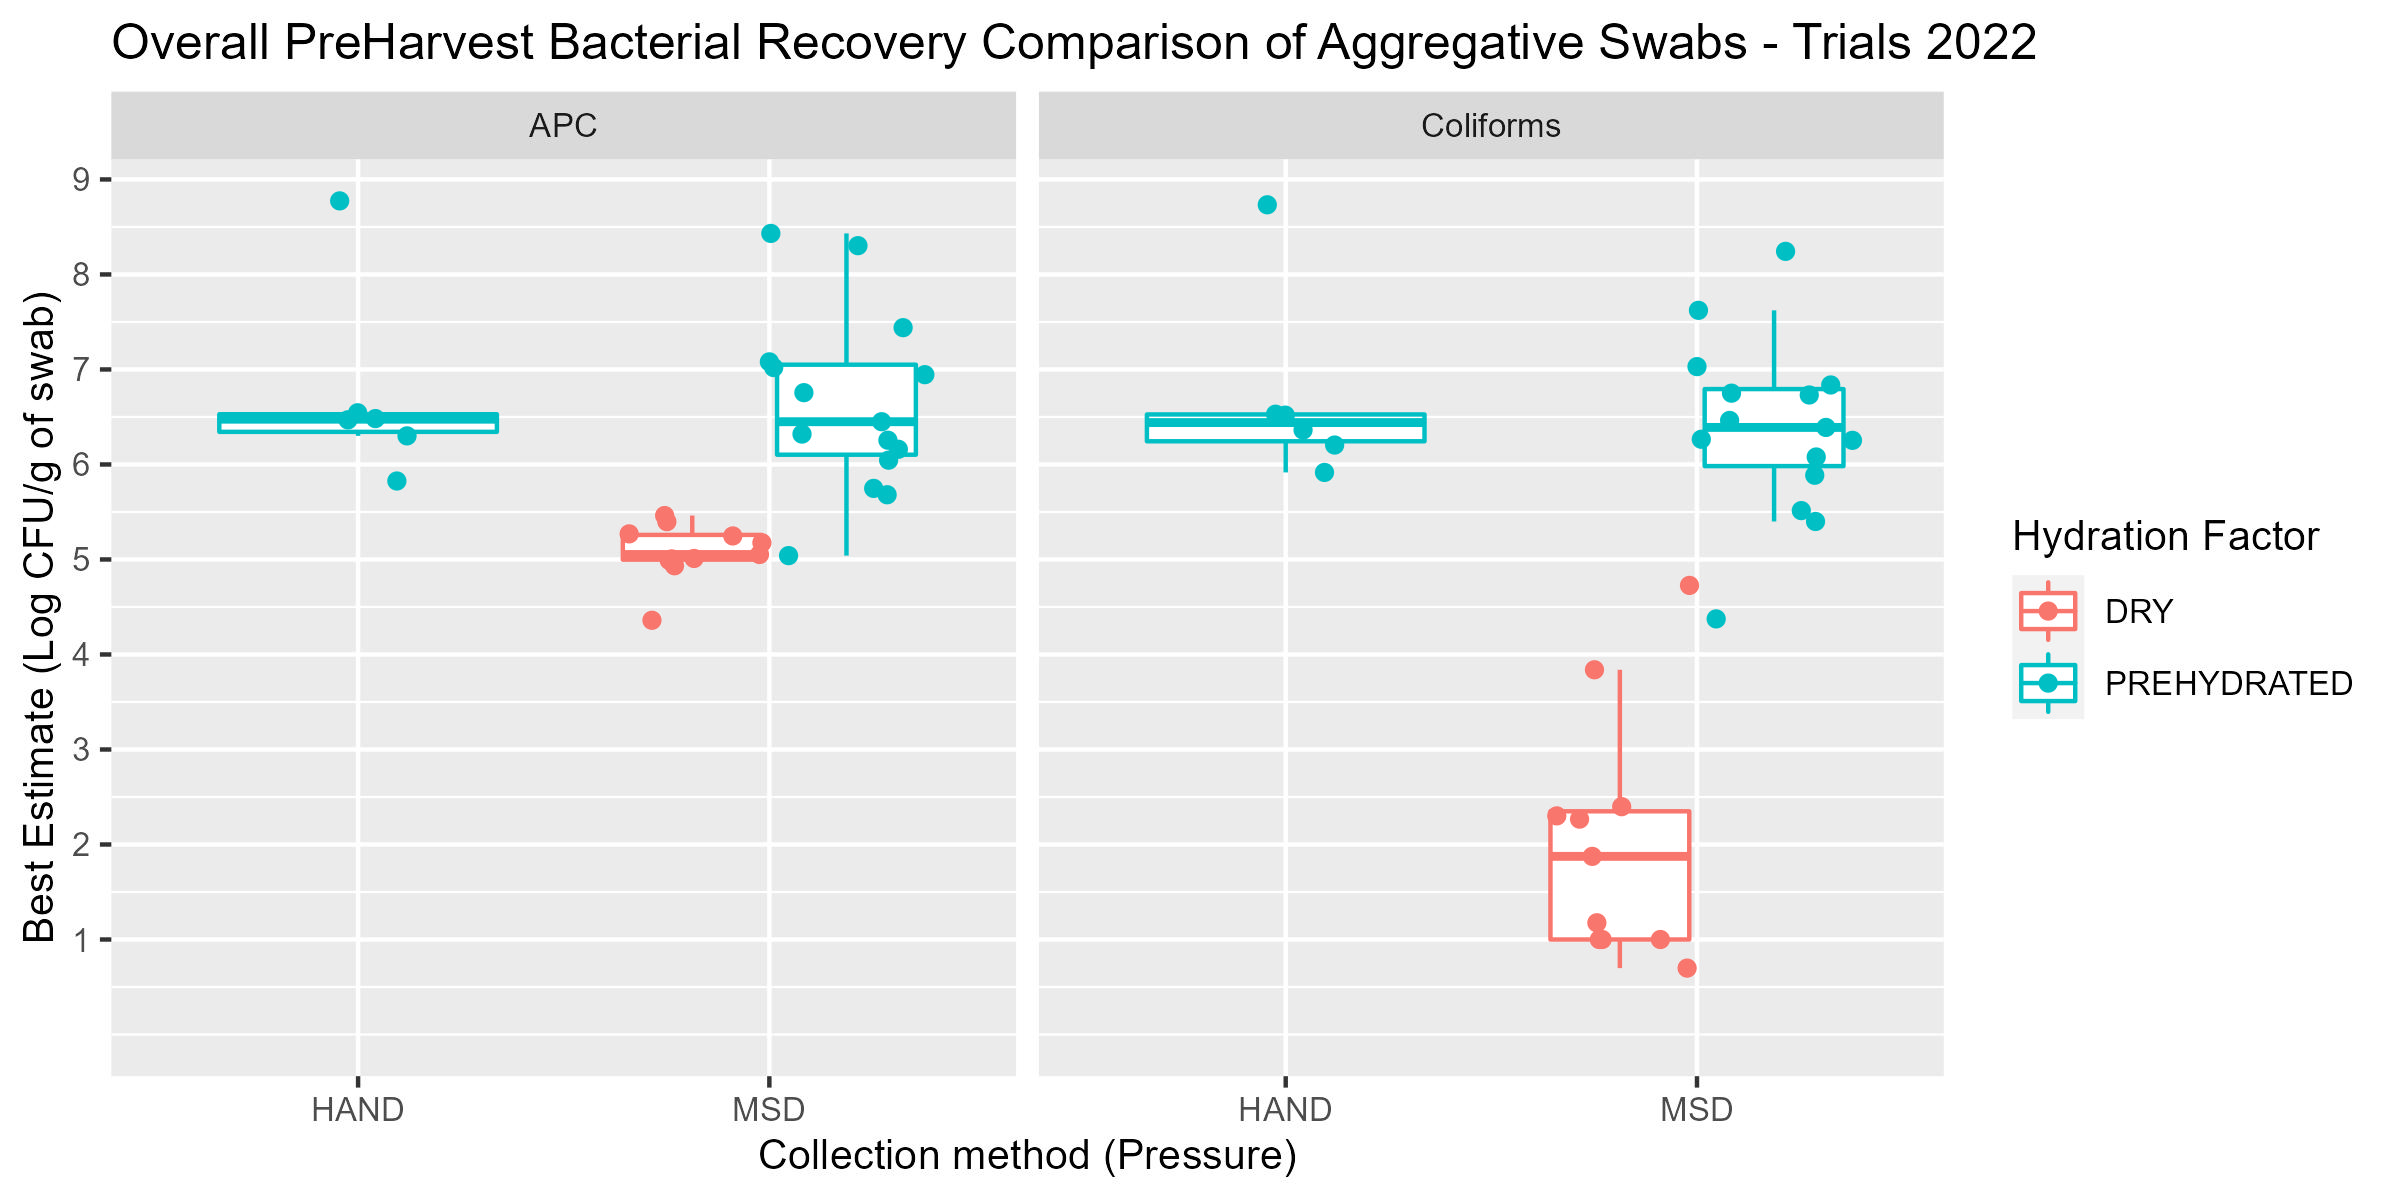 Overall PreHarvest Bacterial Recovery Comparison of Aggregative Swabs - Trials 2022
APC
Coliforms
Best Estimate (Log CFU/g of swab)
9
8
7
6
5
4
3
2
1
HAND
MSD
HAND
MSD
Collection method (Pressure)
Hydration Factor
DRY
PREHYDRATED